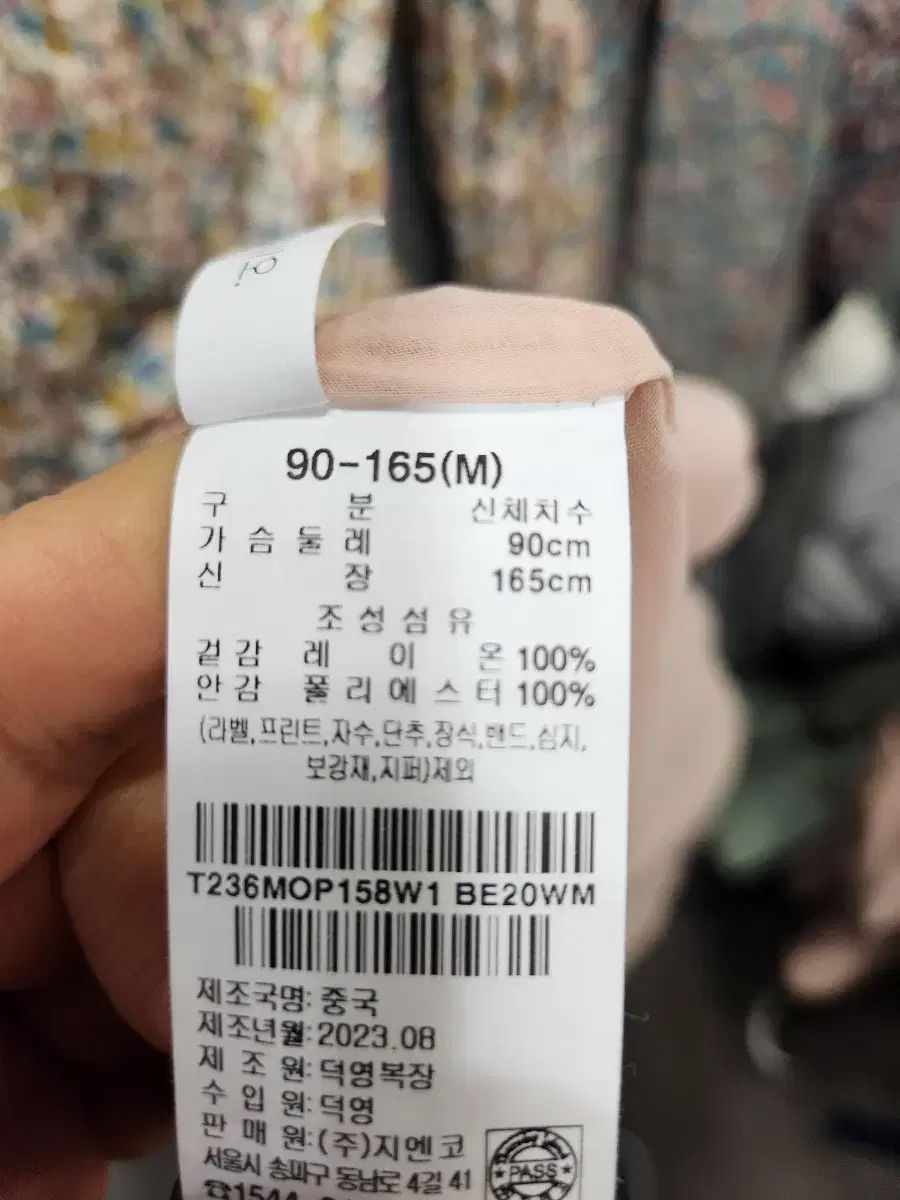 90-165(M)
구 분 신체치수
가 슴 둘 레 90cm
신 장 165cm
조 성 섬 유
겉 감 레 이 온 100%
안 감 폴 리 에 스 터 100%
(라벨,프린트,자수,단추,장식,밴드,심지,
보강재,지퍼)제외
T236MOP158W1 BE20WM
제조국명: 중국
제조년월: 2023.08
제 조 원: 덕영복장
수 입 원: 덕영
판 매 원: (주)지엔코
서울시 송파구 동남로 4길 41
☎1544-
PASS